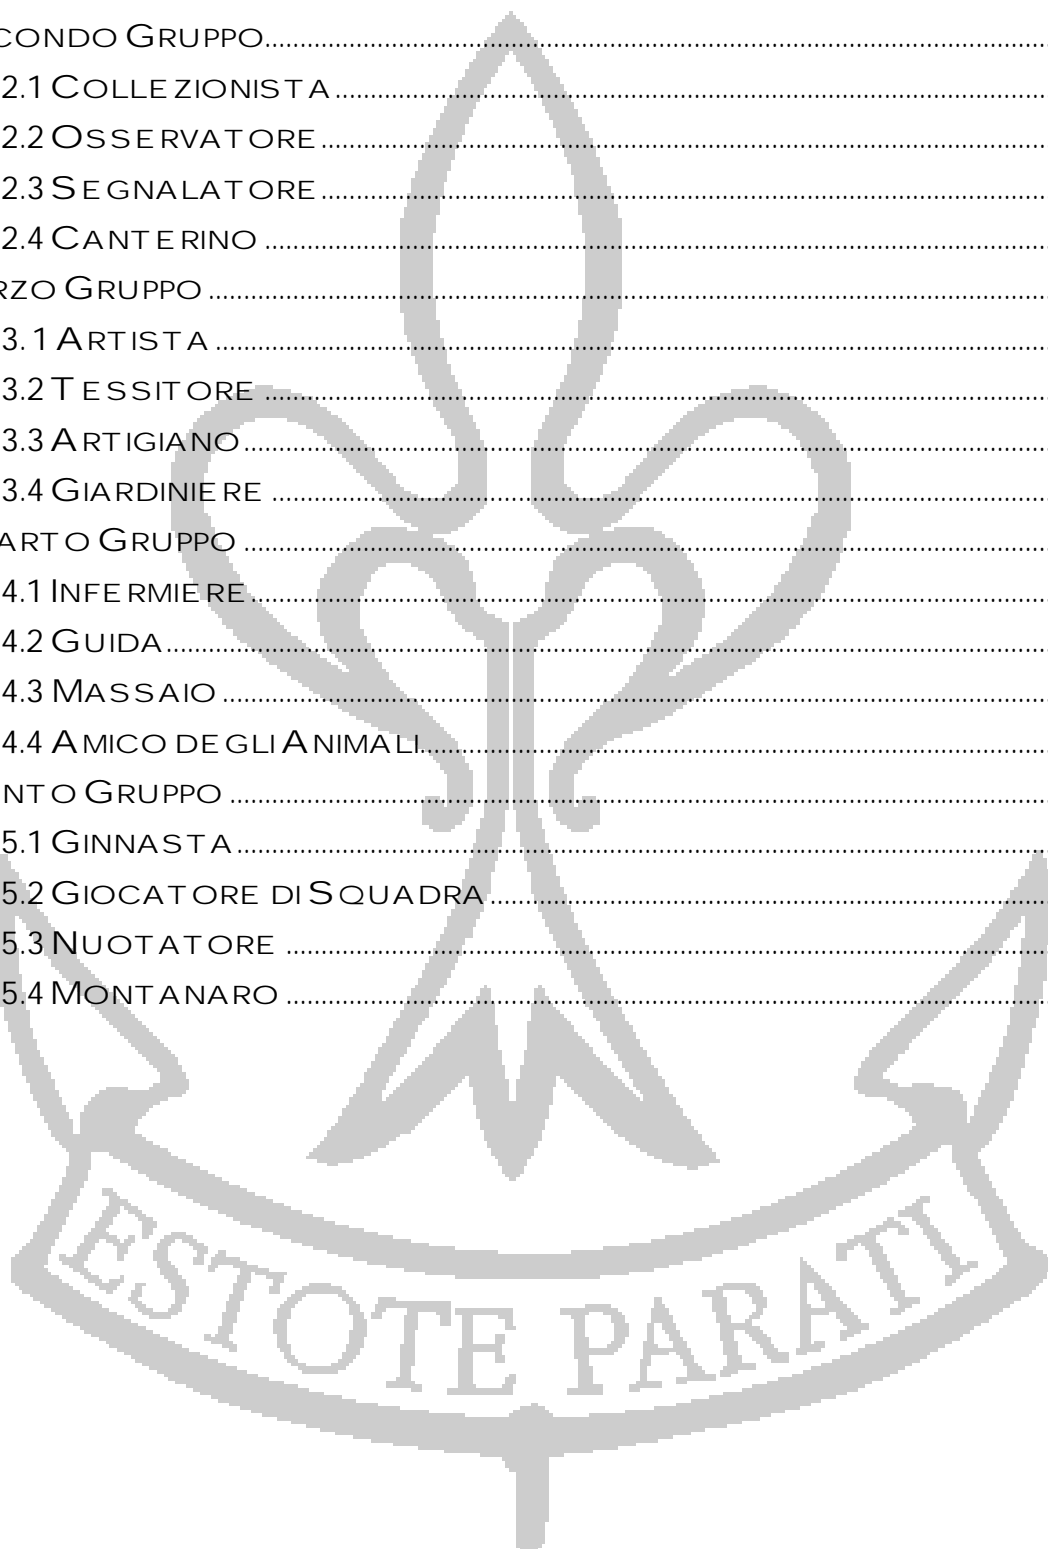 CONDO GRUPPO
2.1 COLLEZIONISTA
2.2 OSSERVATORE
2.3 SEGNALATORE
2.4 CANTERINO
RZO GRUPPO
3.1 ARTISTA
3.2 TESSITORE
3.3 ARTIGIANO
3.4 GIARDINIERE
ARTO GRUPPO
4.1 INFERMIERE
4.2 GUIDA
4.3 MASSAIO
4.4 AMICO DEGLI ANIMALI
NTO GRUPPO
5.1 GINNASTA
5.2 GIOCATORE DI SQUADRA
5.3 NUOTATORE
5.4 MONTANARO
ESTOTE PARATI